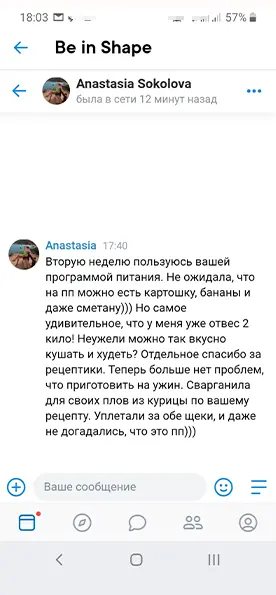 18:03
57%
Be in Shape
Anastasia Sokolova
была в сети 12 минут назад
Anastasia 17:40
Вторую неделю пользуюсь вашей
программой питания. Не ожидала, что
на пп можно есть картошку, бананы и
даже сметану))) Но самое
удивительное, что у меня уже отвес 2
кило! Неужели можно так вкусно
кушать и худеть? Отдельное спасибо за
рецептики. Теперь больше нет проблем,
что приготовить на ужин. Сварганила
для своих плов из курицы по вашему
рецепту. Уплетали за обе щеки, и даже
не догадались, что это пп)))
Ваше сообщение